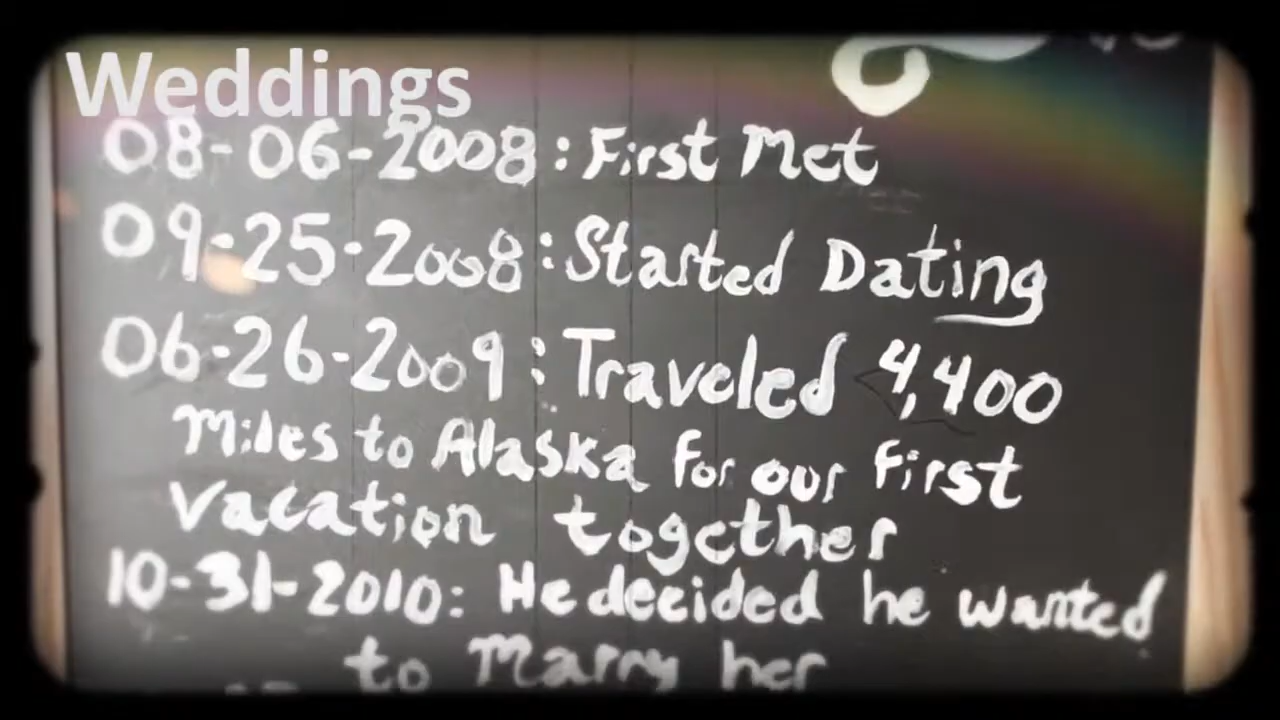 Weddings
08-06-2008: First Met
09-25-2008: Started Dating
06-26-2009: Traveled 4,400
Miles to Alaska for our first
Vacation together
10-31-2010: He decided he wanted
to Marry her